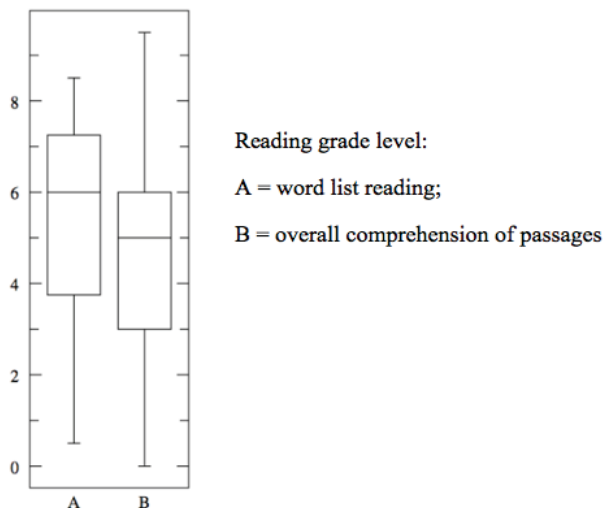 8
6
4
2
0
A B
Reading grade level:
A = word list reading;
B = overall comprehension of passages